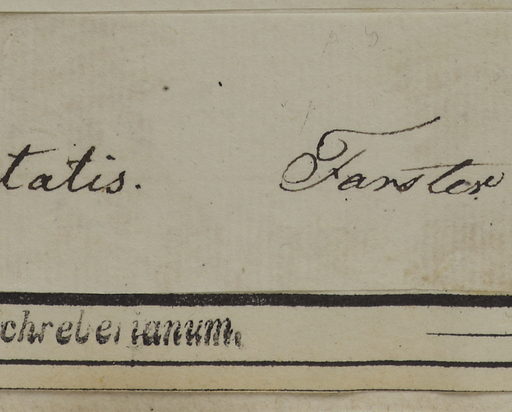 tatis. Farster
chreberianum.